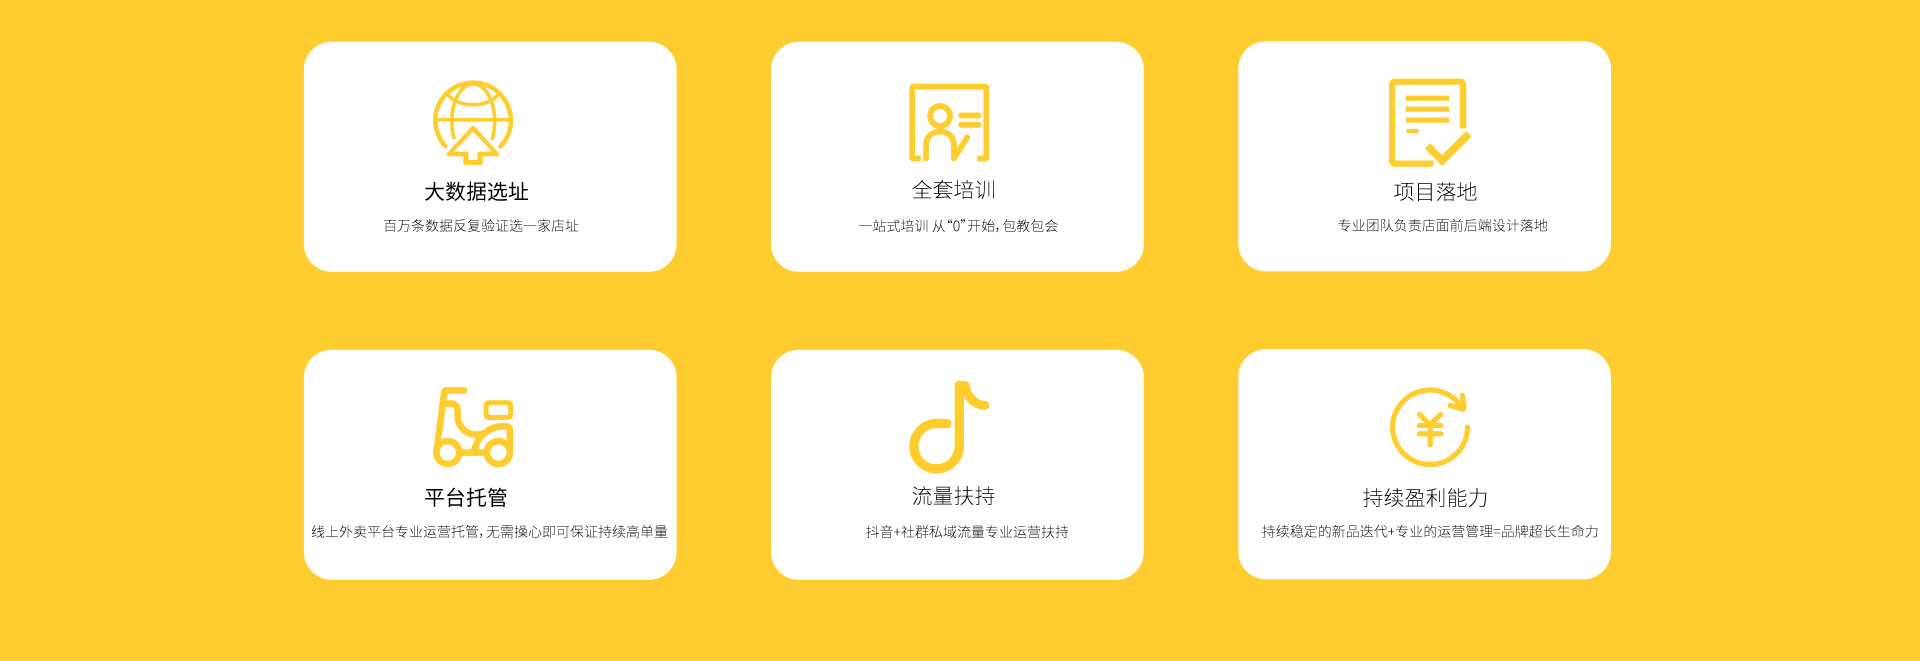 大数据选址
百万条数据反复验证选一家店址
全套培训
一站式培训 从“0”开始, 包教包会
项目落地
专业团队负责店面前后端设计落地
平台托管
线上外卖平台专业运营托管, 无需操心即可保证持续高单量
流量扶持
抖音+社群私域流量专业运营扶持
持续盈利能力
持续稳定的新品迭代+专业的运营管理=品牌超长生命力